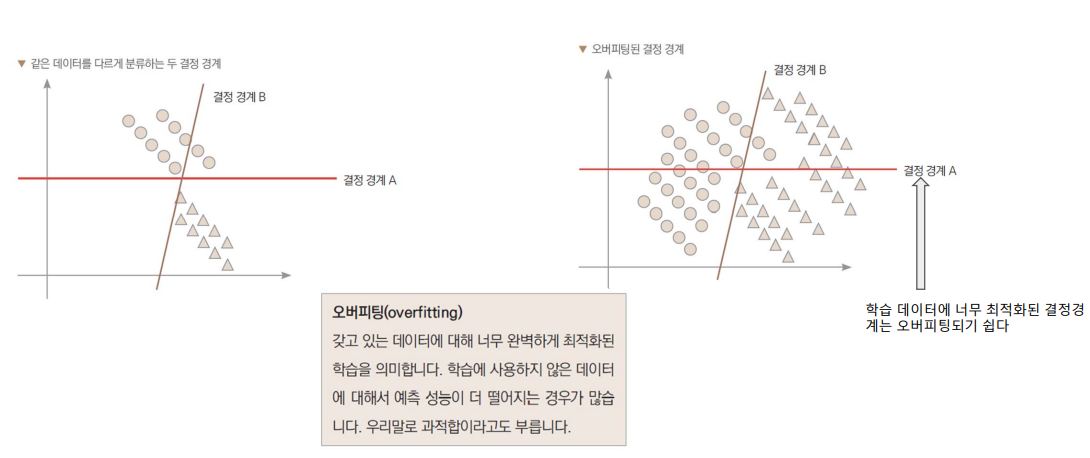 ▼ 같은 데이터를 다르게 분류하는 두 결정 경계
결정 경계 B
결정 경계 A
▼ 오버피팅된 결정 경계
결정 경계 B
결정 경계 A
학습 데이터에 너무 최적화된 결정경
계는 오버피팅되기 쉽다
오버피팅(overfitting)
갖고 있는 데이터에 대해 너무 완벽하게 최적화된
학습을 의미합니다. 학습에 사용하지 않은 데이터
에 대해서 예측 성능이 더 떨어지는 경우가 많습
니다. 우리말로 과적합이라고도 부릅니다.